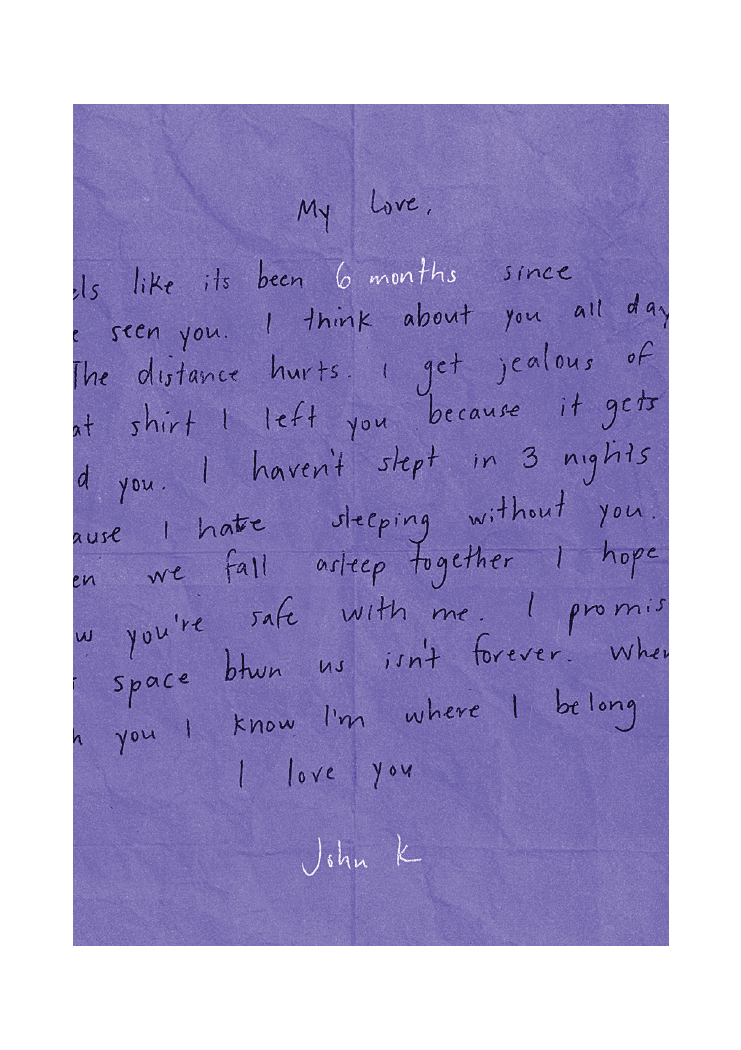 My Love,
els like its been 6 months since
e seen you. I think about you all day
The distance hurts. I get jealous of
at shirt I left you because it gets
d you. I haven't slept in 3 nights
ause I hate sleeping without you.
en we fall asleep together I hope
w you're safe with me. I promis
space btwn us isn't forever. When
h you I know I'm where I belong
I love you
John K